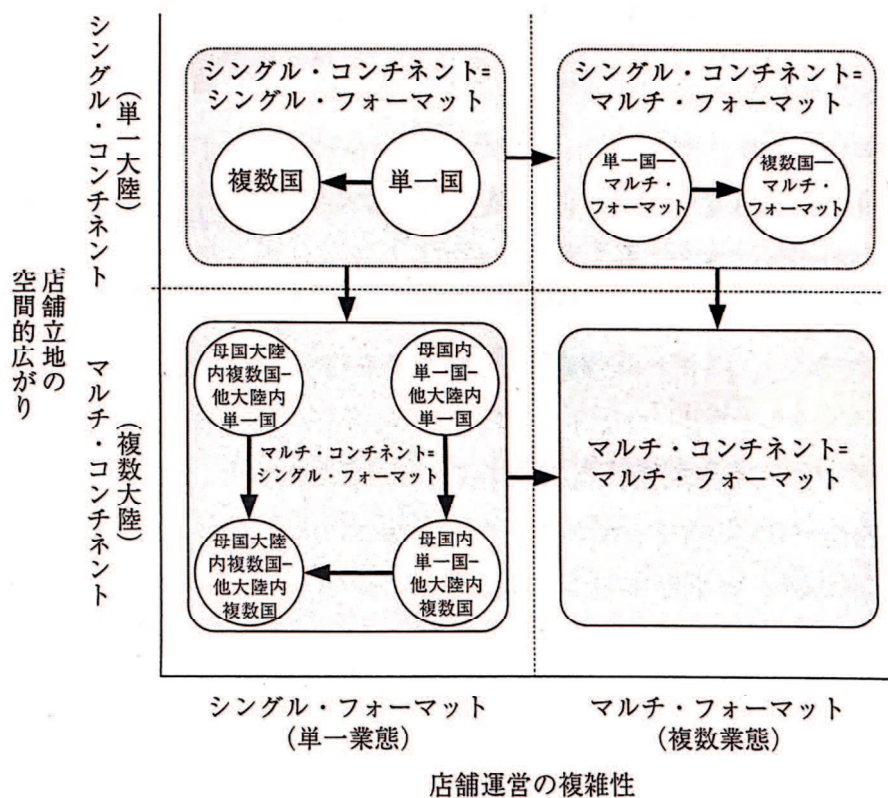 店舗立地の
空間的広がり
シングル・コンチネント
(単一大陸)
マルチ・コンチネント
(複数大陸)
シングル・コンチネント=
シングル・フォーマット
複数国
単一国
シングル・コンチネント=
マルチ・フォーマット
単一国―
マルチ・
フォーマット
複数国―
マルチ・
フォーマット
母国大陸
内複数国-
他大陸内
単一国
母国内
単一国-
他大陸内
単一国
マルチ・コンチネント=
シングル・フォーマット
母国大陸
内複数国-
他大陸内
複数国
母国内
単一国-
他大陸内
複数国
マルチ・コンチネント=
マルチ・フォーマット
シングル・フォーマット
(単一業態)
マルチ・フォーマット
(複数業態)
店舗運営の複雑性